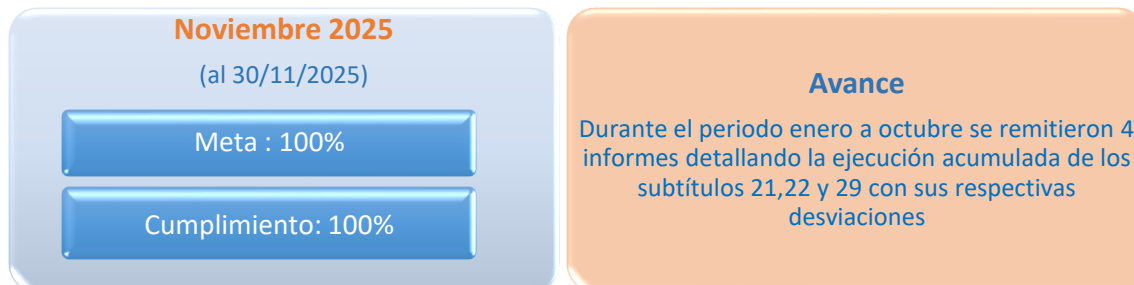 Noviembre 2025
(al 30/11/2025)
Meta : 100%
Cumplimiento: 100%
Avance
Durante el periodo enero a octubre se remitieron 4
informes detallando la ejecución acumulada de los
subtítulos 21,22 y 29 con sus respectivas
desviaciones